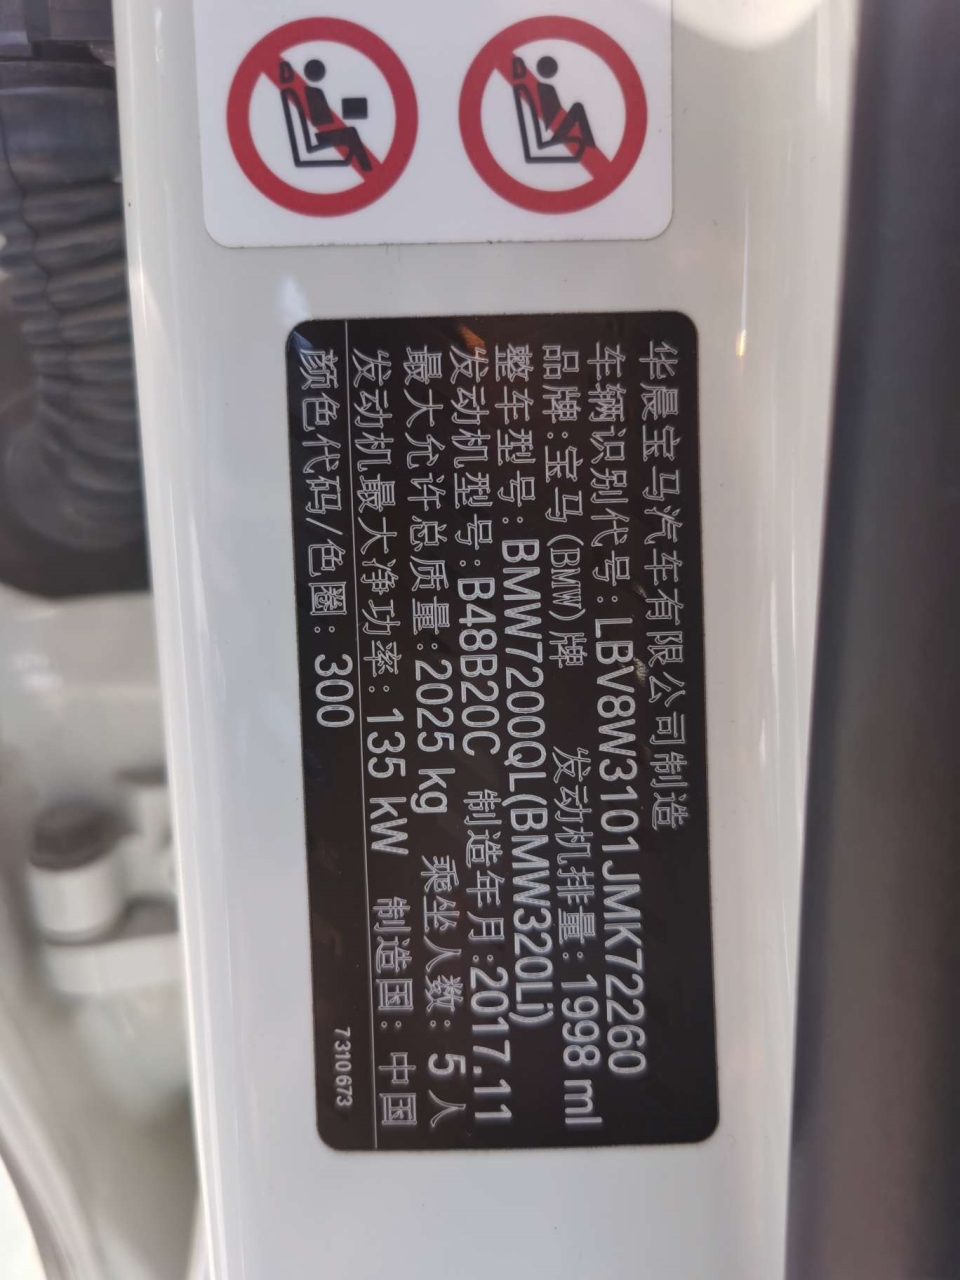 华晨宝马汽车有限公司制造
车辆识别代号:LBV8W3101JMK72260
品牌:宝马(BMW)牌 发动机排量:1998 ml
整车型号:BMW7200QL(BMW320Li)
发动机型号:B48B20C 制造年月:2017.11
最大允许总质量:2025 kg 乘坐人数:5人
发动机最大净功率:135 kW 制造国:中国
颜色代码/色圈:300
7310673